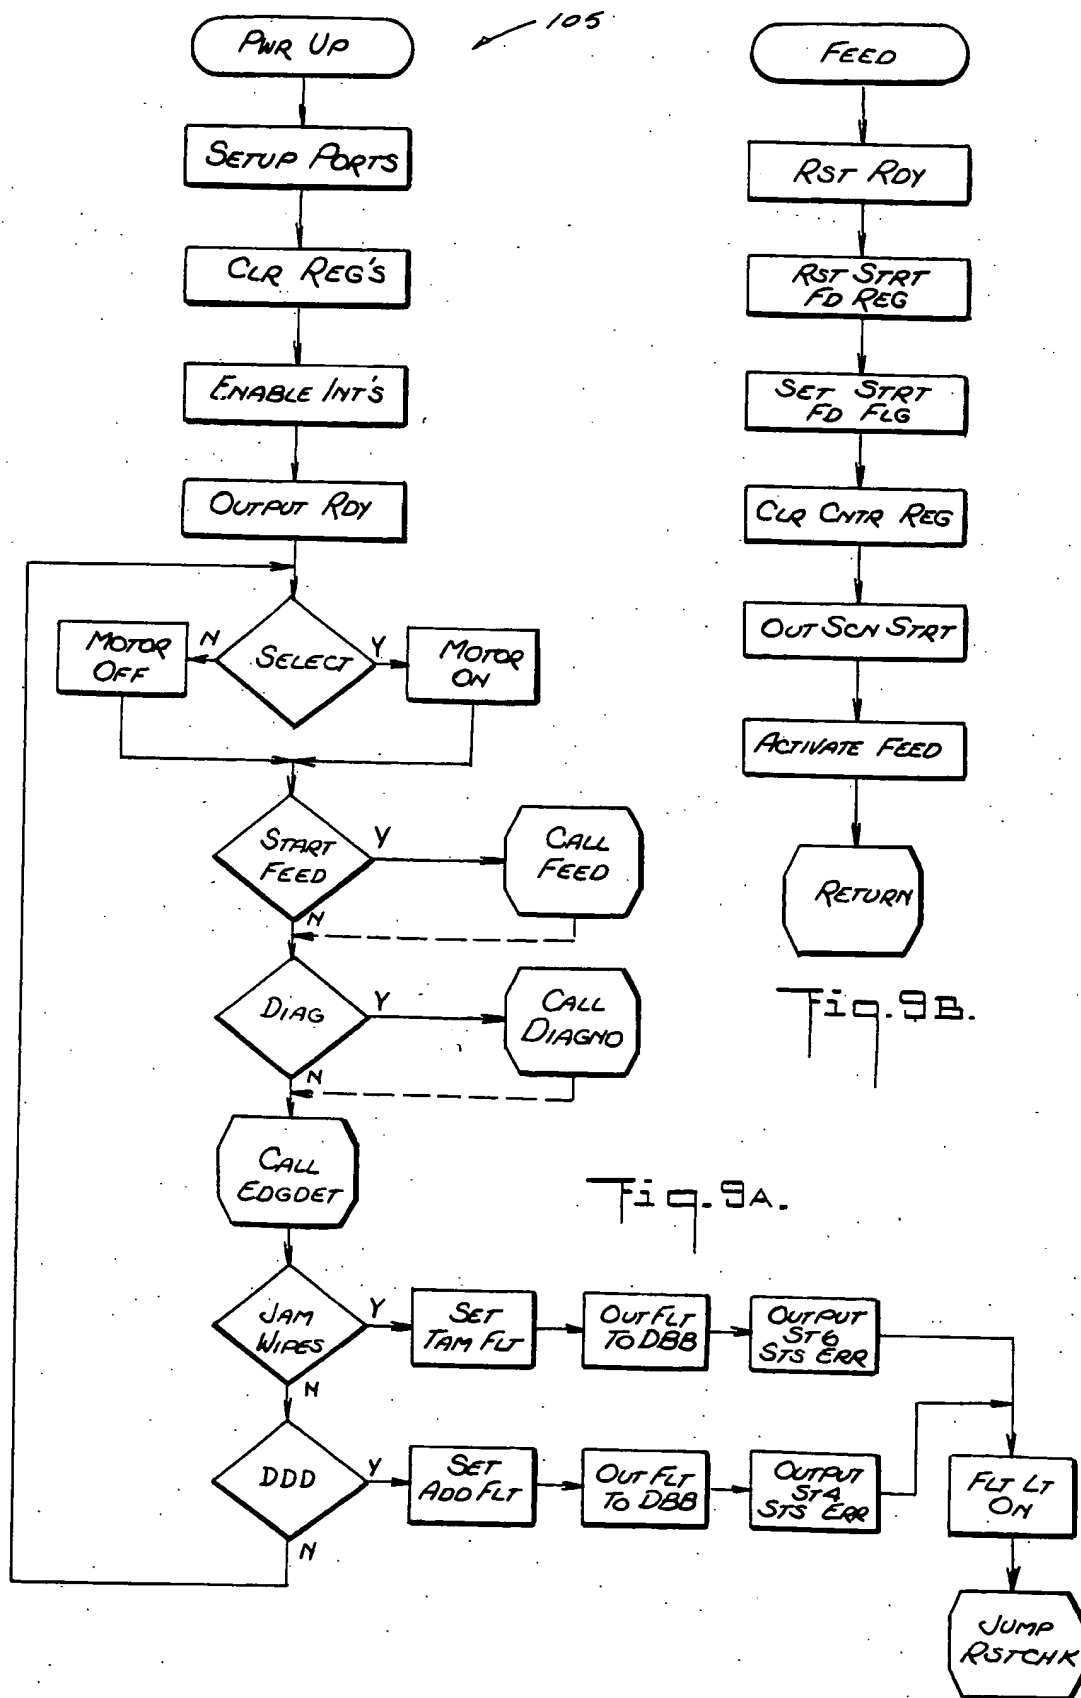 PWR UP
105
SETUP PORTS
CLR REG'S
ENABLE INT'S
OUTPUT RDY
MOTOR
OFF
N
SELECT
Y
MOTOR
ON
START
FEED
Y
N
CALL
FEED
DIAG
Y
N
CALL
DIAGNO
CALL
EDGDET
JAM
WIPES
Y
N
SET
TAM FLT
OUT FLT
TO DBB
OUTPUT
ST6
STS ERR
DDD
Y
N
SET
ADD FLT
OUT FLT
TO DBB
OUTPUT
ST4
STS ERR
FLT LT
ON
JUMP
RSTCHK
Fig. 9A.
FEED
RST RDY
RST STRT
FD REG
SET STRT
FD FLG
CLR CNTR REG
OUT SCN STRT
ACTIVATE FEED
RETURN
Fig. 9B.